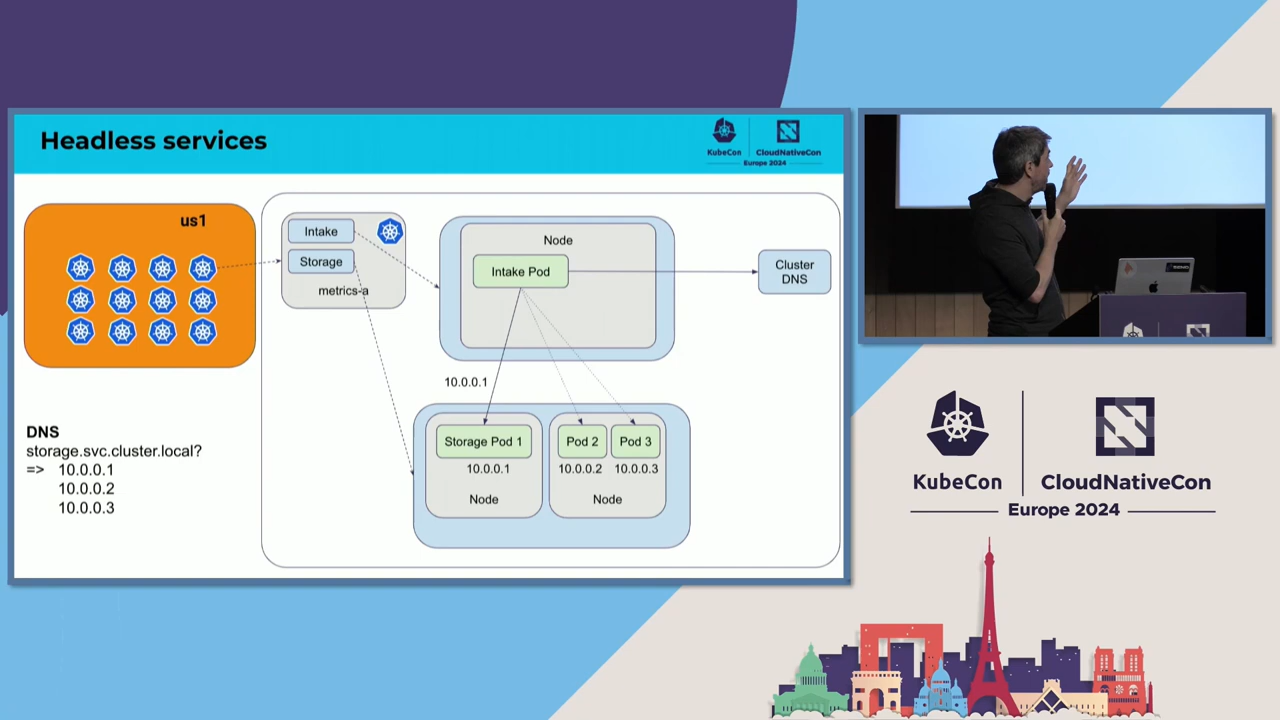 Headless services
KubeCon
CloudNativeCon
Europe 2024
us1
Intake
Storage
metrics-a
Node
Intake Pod
Cluster
DNS
10.0.0.1
Storage Pod 1
Pod 2
Pod 3
10.0.0.1
10.0.0.2
10.0.0.3
Node
Node
DNS
storage.svc.cluster.local?
=> 10.0.0.1
10.0.0.2
10.0.0.3
KubeCon
CloudNativeCon
Europe 2024